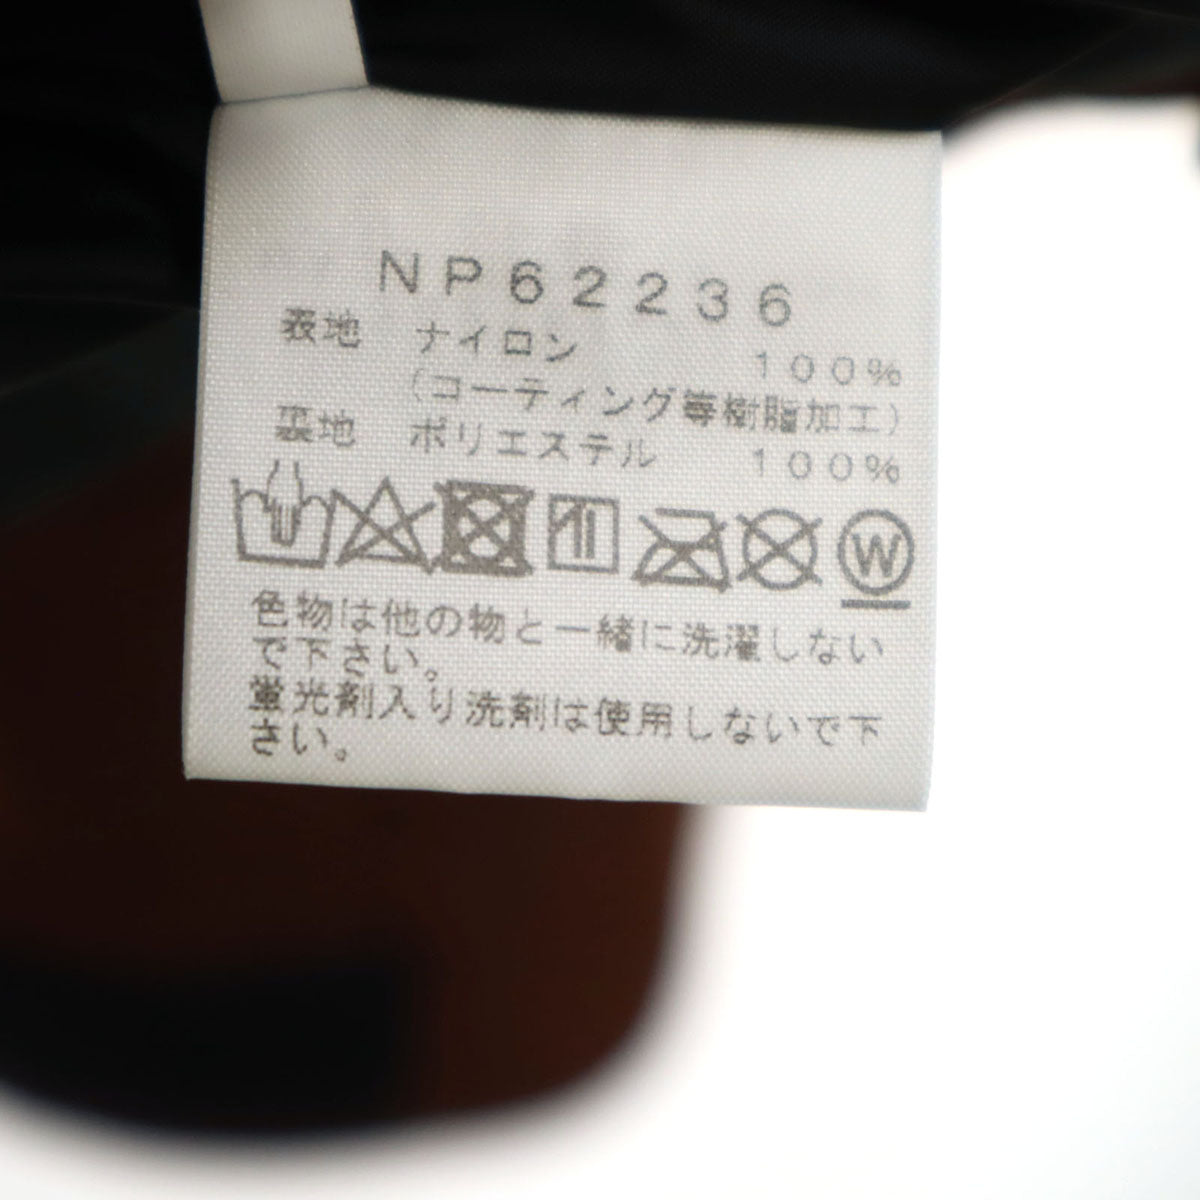 NP62236
表地 ナイロン 100%
(コーティング等樹脂加工)
裏地 ポリエステル 100%
W
色物は他の物と一緒に洗濯しない
で下さい。
蛍光剤入り洗剤は使用しないで下
さい。